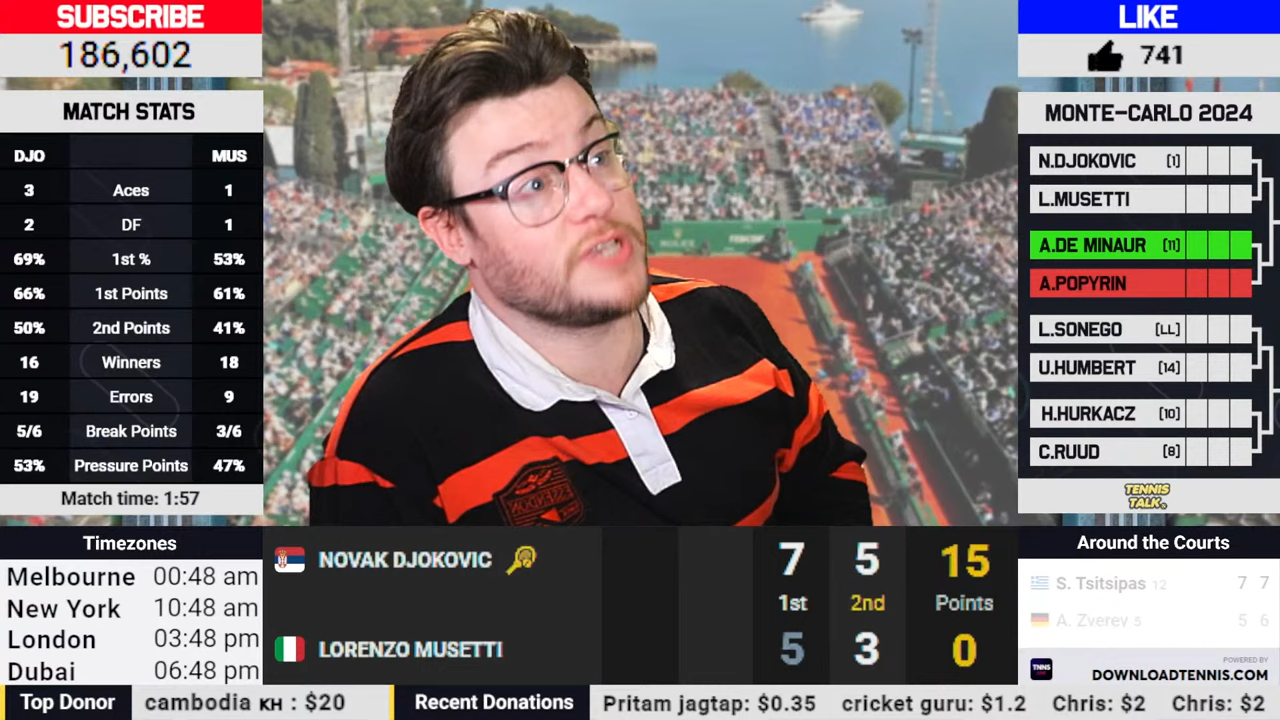 SUBSCRIBE
186,602
MATCH STATS
DJO MUS
3 Aces 1
2 DF 1
69% 1st % 53%
66% 1st Points 61%
50% 2nd Points 41%
16 Winners 18
19 Errors 9
5/6 Break Points 3/6
53% Pressure Points 47%
Match time: 1:57
Timezones
Melbourne 00:48 am
New York 10:48 am
London 03:48 pm
Dubai 06:48 pm
ROLEX
NOVAK DJOKOVIC 7 5 15
1st 2nd Points
LORENZO MUSETTI 5 3 0
LIKE
741
MONTE-CARLO 2024
N.DJOKOVIC [1]
L.MUSETTI
A.DE MINAUR [11]
A.POPYRIN
L.SONEGO [LL]
U.HUMBERT [14]
H.HURKACZ [10]
C.RUUD [8]
TENNIS
TALK.
Around the Courts
S. Tsitsipas 12 7 7
A. Zverev 5 5 6
POWERED BY
TNNS
DOWNLOADTENNIS.COM
Top Donor cambodia KH : $20 Recent Donations Pritam jagtap: $0.35 cricket guru: $1.2 Chris: $2 Chris: $2